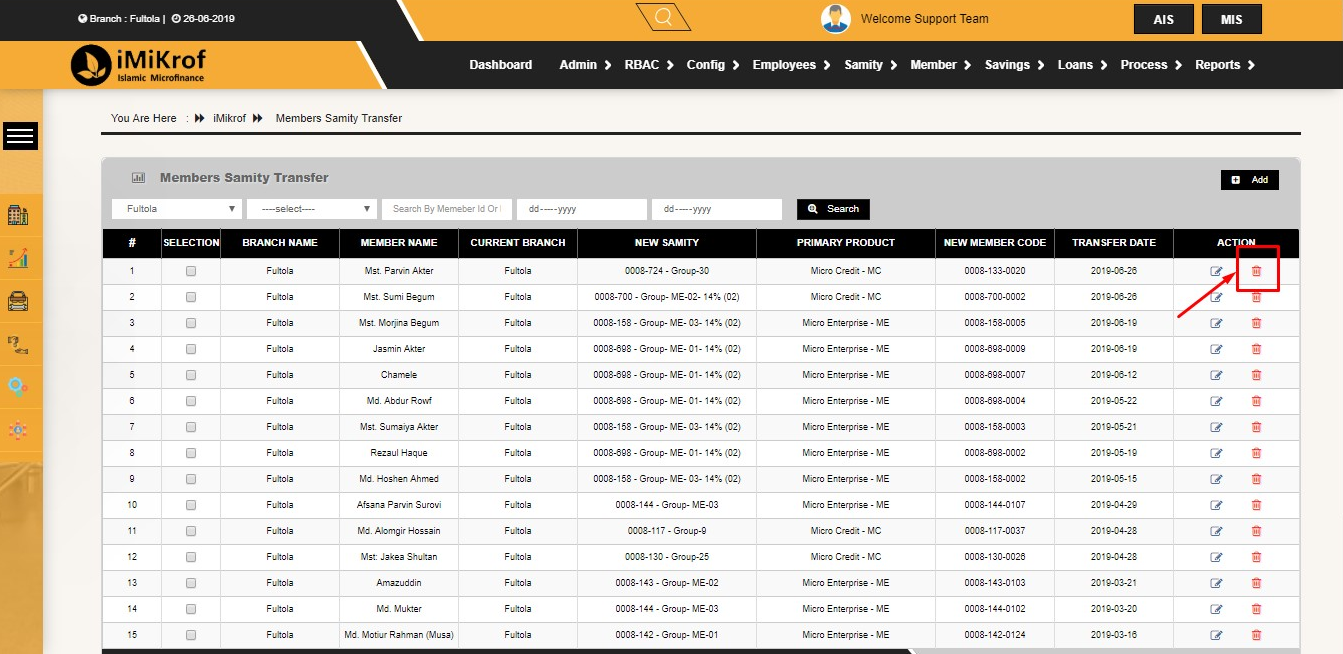 Branch : Fultola | 26-06-2019
Welcome Support Team
AIS
MIS
iMiKrof
Islamic Microfinance
Dashboard Admin RBAC Config Employees Samity Member Savings Loans Process Reports
You Are Here : iMikrof Members Samity Transfer
Members Samity Transfer
Add
Fultola ----select---- Search By Memeber Id Or dd-----yyyy dd-----yyyy Search
# SELECTION BRANCH NAME MEMBER NAME CURRENT BRANCH NEW SAMITY PRIMARY PRODUCT NEW MEMBER CODE TRANSFER DATE ACTION
1 Fultola Mst. Parvin Akter Fultola 0008-724 - Group-30 Micro Credit - MC 0008-133-0020 2019-06-26
2 Fultola Mst. Sumi Begum Fultola 0008-700 - Group- ME-02- 14% (02) Micro Credit - MC 0008-700-0002 2019-06-26
3 Fultola Mst. Morjina Begum Fultola 0008-158 - Group- ME- 03- 14% (02) Micro Enterprise - ME 0008-158-0005 2019-06-19
4 Fultola Jasmin Akter Fultola 0008-698 - Group- ME- 01- 14% (02) Micro Enterprise - ME 0008-698-0009 2019-06-19
5 Fultola Chamele Fultola 0008-698 - Group- ME- 01- 14% (02) Micro Enterprise - ME 0008-698-0007 2019-06-12
6 Fultola Md. Abdur Rowf Fultola 0008-698 - Group- ME- 01- 14% (02) Micro Enterprise - ME 0008-698-0004 2019-05-22
7 Fultola Mst. Sumaiya Akter Fultola 0008-158 - Group- ME- 03- 14% (02) Micro Enterprise - ME 0008-158-0003 2019-05-21
8 Fultola Rezaul Haque Fultola 0008-698 - Group- ME- 01- 14% (02) Micro Enterprise - ME 0008-698-0002 2019-05-19
9 Fultola Md. Hoshen Ahmed Fultola 0008-158 - Group- ME- 03- 14% (02) Micro Enterprise - ME 0008-158-0002 2019-05-15
10 Fultola Afsana Parvin Surovi Fultola 0008-144 - Group- ME-03 Micro Enterprise - ME 0008-144-0107 2019-04-29
11 Fultola Md. Alomgir Hossain Fultola 0008-117 - Group-9 Micro Credit - MC 0008-117-0037 2019-04-28
12 Fultola Mst: Jakea Shultan Fultola 0008-130 - Group-25 Micro Credit - MC 0008-130-0026 2019-04-28
13 Fultola Amazuddin Fultola 0008-143 - Group- ME-02 Micro Enterprise - ME 0008-143-0103 2019-03-21
14 Fultola Md. Mukter Fultola 0008-144 - Group- ME-03 Micro Enterprise - ME 0008-144-0102 2019-03-20
15 Fultola Md. Motiur Rahman (Musa) Fultola 0008-142 - Group- ME-01 Micro Enterprise - ME 0008-142-0124 2019-03-16